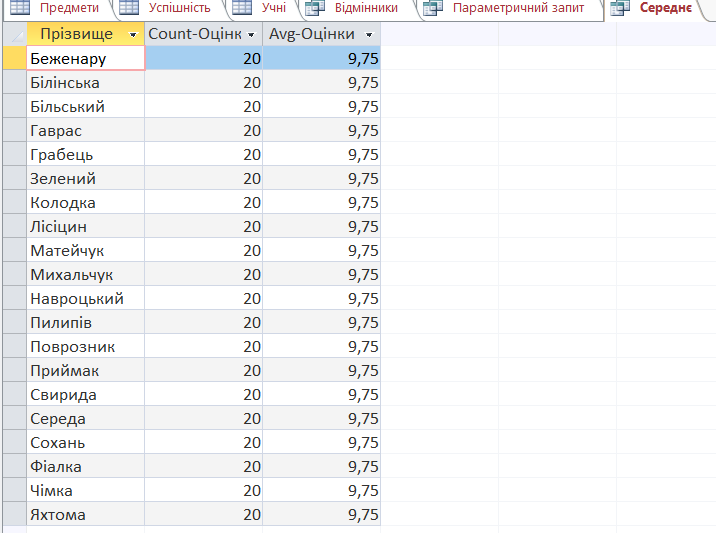 Предмети Успішність Учні Відмінники Параметричний запит Середнє
Прізвище Count-Оцінк Avg-Оцінки
Беженару 20 9,75
Білінська 20 9,75
Більський 20 9,75
Гаврас 20 9,75
Грабець 20 9,75
Зелений 20 9,75
Колодка 20 9,75
Лісіцин 20 9,75
Матейчук 20 9,75
Михальчук 20 9,75
Навроцький 20 9,75
Пилипів 20 9,75
Поврозник 20 9,75
Приймак 20 9,75
Свирида 20 9,75
Середа 20 9,75
Сохань 20 9,75
Фіалка 20 9,75
Чімка 20 9,75
Яхтома 20 9,75